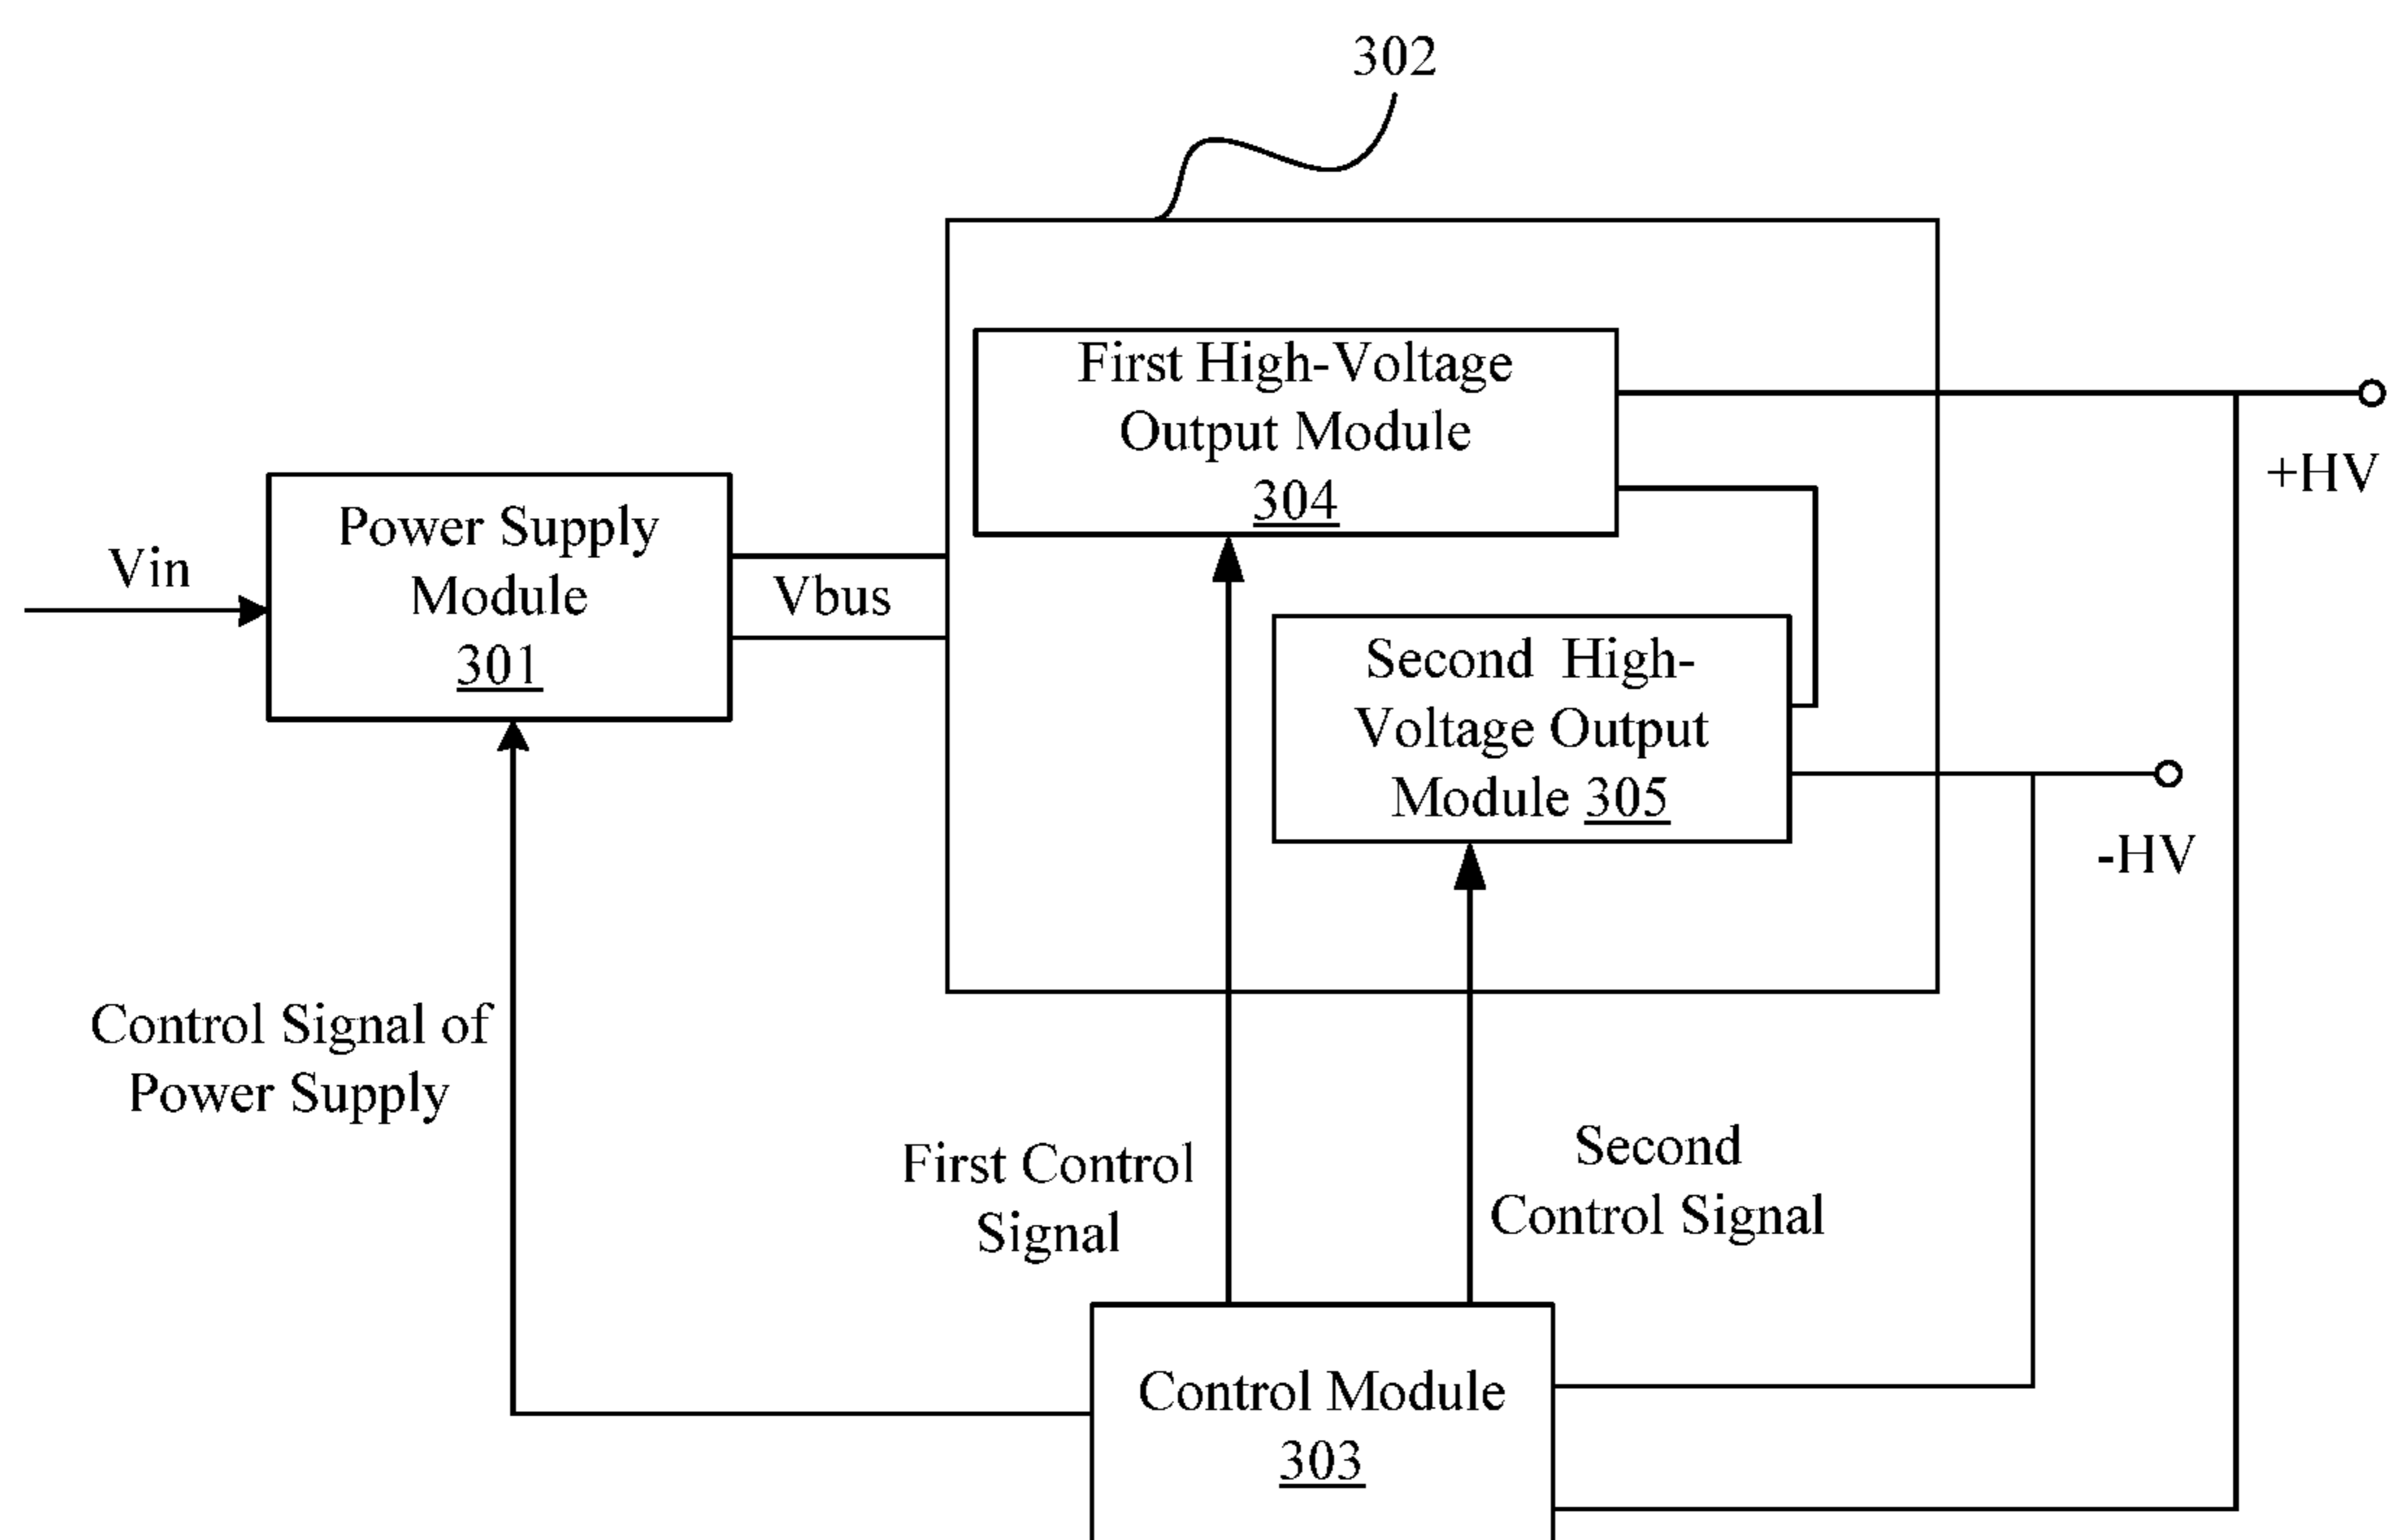 302
First High-Voltage
Output Module
304
+HV
Power Supply
Module
301
Vin
Vbus
Second High-
Voltage Output
Module 305
-HV
Control Signal of
Power Supply
First Control
Signal
Second
Control Signal
Control Module
303